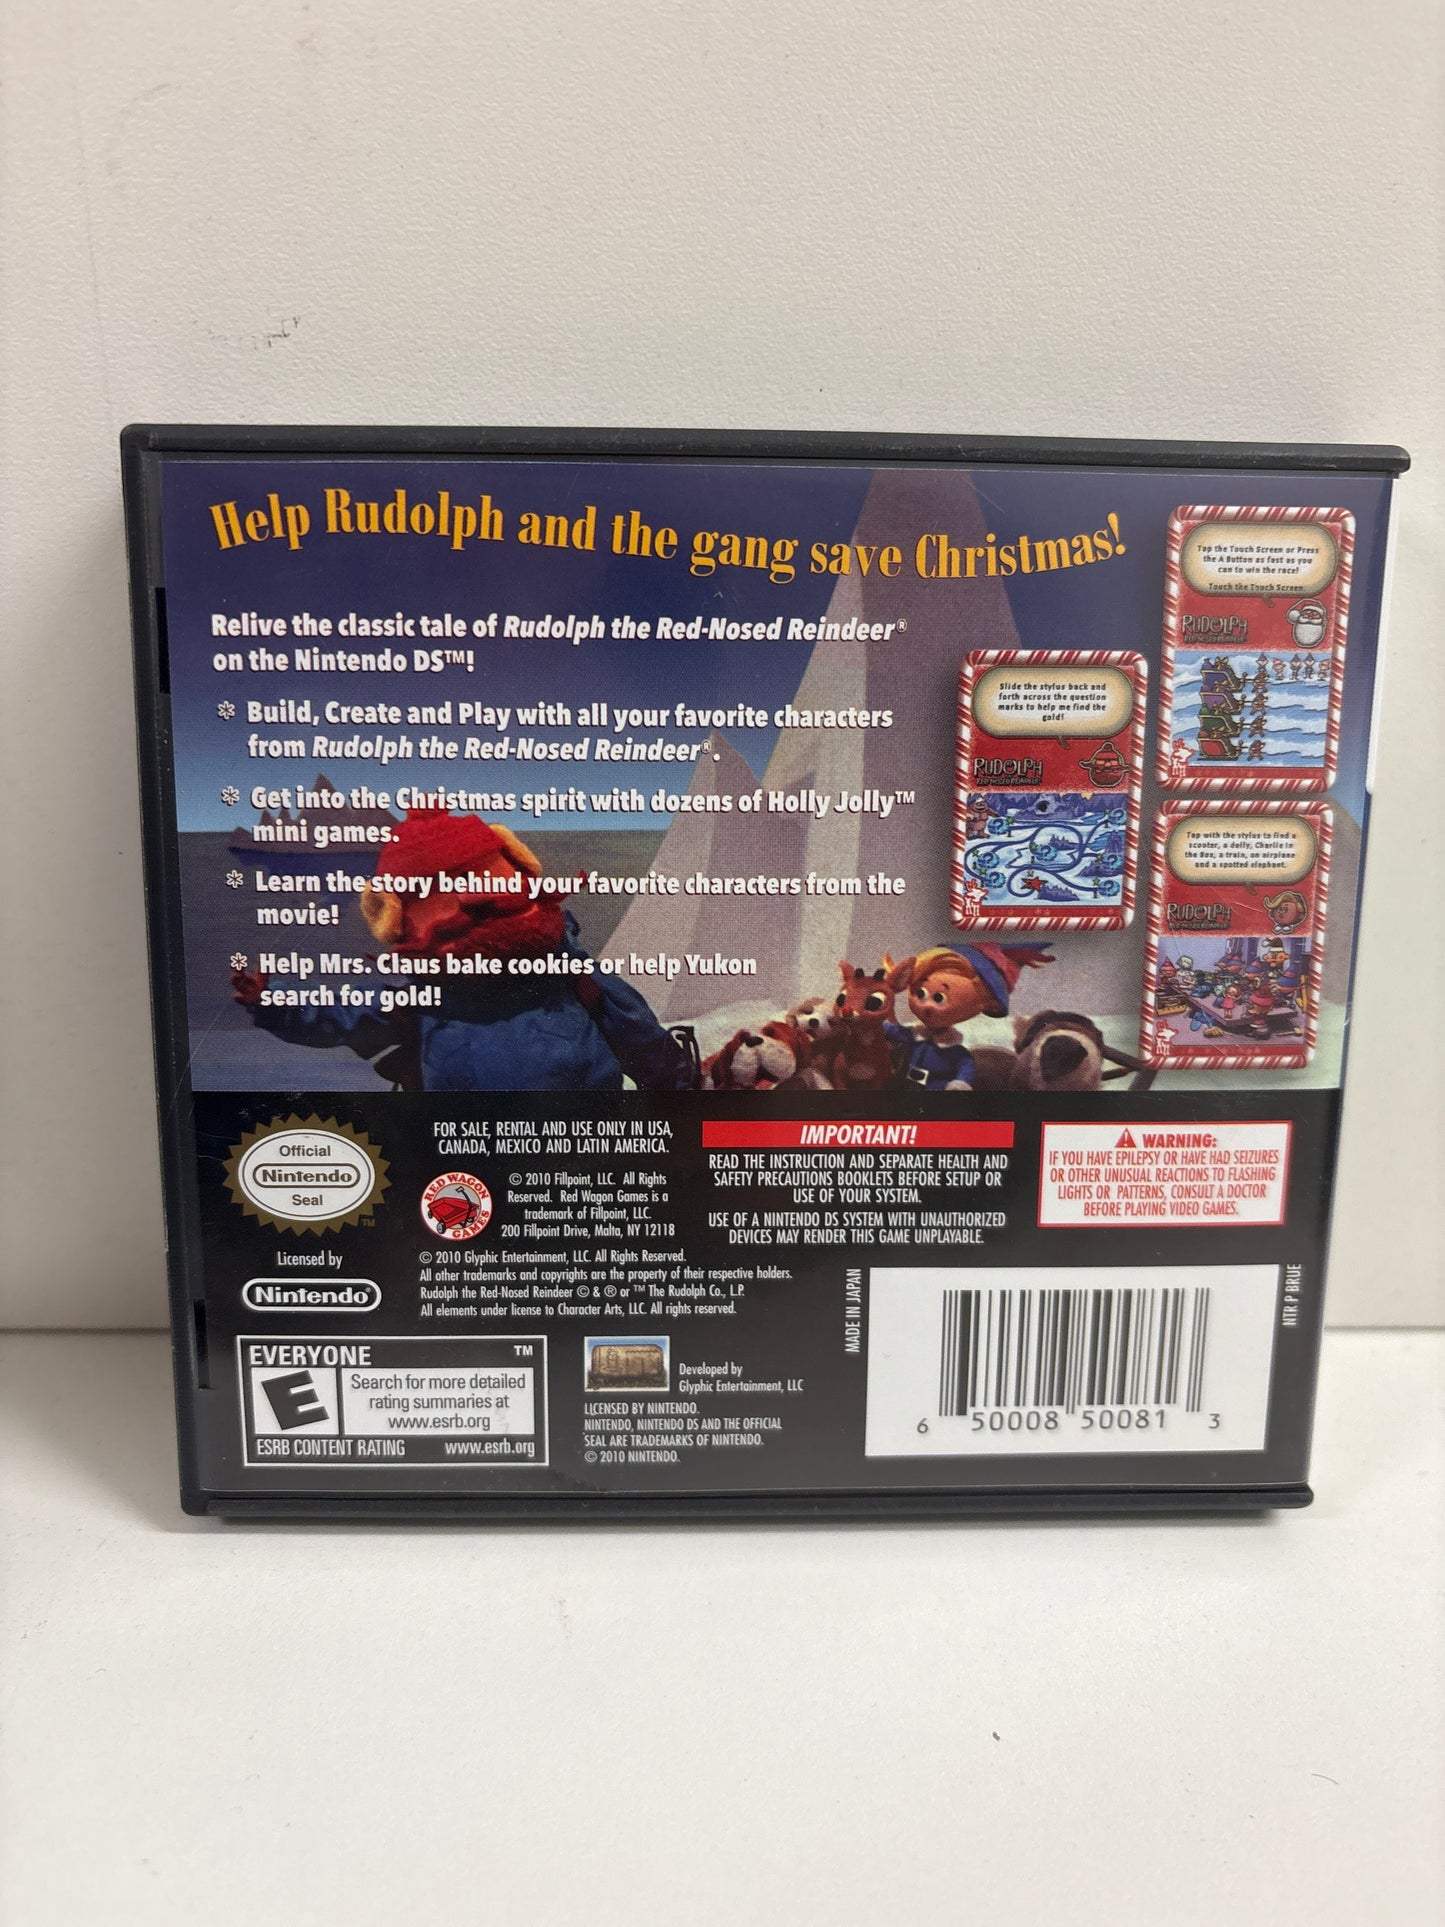 Help Rudolph and the gang save Christmas!
Relive the classic tale of Rudolph the Red-Nosed Reindeer®
on the Nintendo DS™!
* Build, Create and Play with all your favorite characters
from Rudolph the Red-Nosed Reindeer®.
* Get into the Christmas spirit with dozens of Holly Jolly™
mini games.
* Learn the story behind your favorite characters from the
movie!
* Help Mrs. Claus bake cookies or help Yukon
search for gold!
Tap the Touch Screen or Press
the A Button as fast as you
can to win the race!
Touch the Touch Screen.
RUDOLPH
RED-NOSED REINDEER
Slide the stylus back and
forth across the question
marks to help me find the
gold!
RUDOLPH
RED-NOSED REINDEER
Tap with the stylus to find a
scooter, a dolly, Charlie in
the Box, a train, an airplane
and a spotted elephant.
RUDOLPH
RED-NOSED REINDEER
Official
Nintendo
Seal
TM
Licensed by
Nintendo®
FOR SALE, RENTAL AND USE ONLY IN USA,
CANADA, MEXICO AND LATIN AMERICA.
RED WAGON
GAMES
© 2010 Fillpoint, LLC. All Rights
Reserved. Red Wagon Games is a
trademark of Fillpoint, LLC.
200 Fillpoint Drive, Malta, NY 12118
© 2010 Glyphic Entertainment, LLC. All Rights Reserved.
All other trademarks and copyrights are the property of their respective holders.
Rudolph the Red-Nosed Reindeer © & ® or ™ The Rudolph Co., L.P.
All elements under license to Character Arts, LLC. All rights reserved.
IMPORTANT!
READ THE INSTRUCTION AND SEPARATE HEALTH AND
SAFETY PRECAUTIONS BOOKLETS BEFORE SETUP OR
USE OF YOUR SYSTEM.
USE OF A NINTENDO DS SYSTEM WITH UNAUTHORIZED
DEVICES MAY RENDER THIS GAME UNPLAYABLE.
WARNING:
IF YOU HAVE EPILEPSY OR HAVE HAD SEIZURES
OR OTHER UNUSUAL REACTIONS TO FLASHING
LIGHTS OR PATTERNS, CONSULT A DOCTOR
BEFORE PLAYING VIDEO GAMES.
EVERYONE TM
E
Search for more detailed
rating summaries at
www.esrb.org
ESRB CONTENT RATING www.esrb.org
Developed by
Glyphic Entertainment, LLC
LICENSED BY NINTENDO.
NINTENDO, NINTENDO DS AND THE OFFICIAL
SEAL ARE TRADEMARKS OF NINTENDO.
© 2010 NINTENDO.
MADE IN JAPAN
6 50008 50081 3
NTR P BRUE